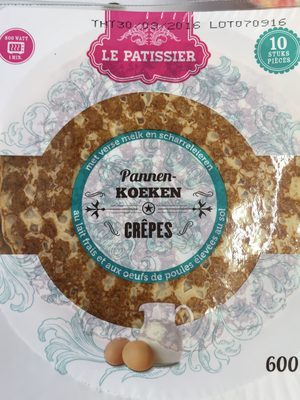 THT30.09.2016 LOT070916
800 WATT
1 MIN.
LE PATISSIER
10
STUKS
PIÈCES
met verse melk en scharreleieren
Pannen-
KOEKEN
CRÊPES
au lait frais et aux oeufs de poules élevées au sol
600